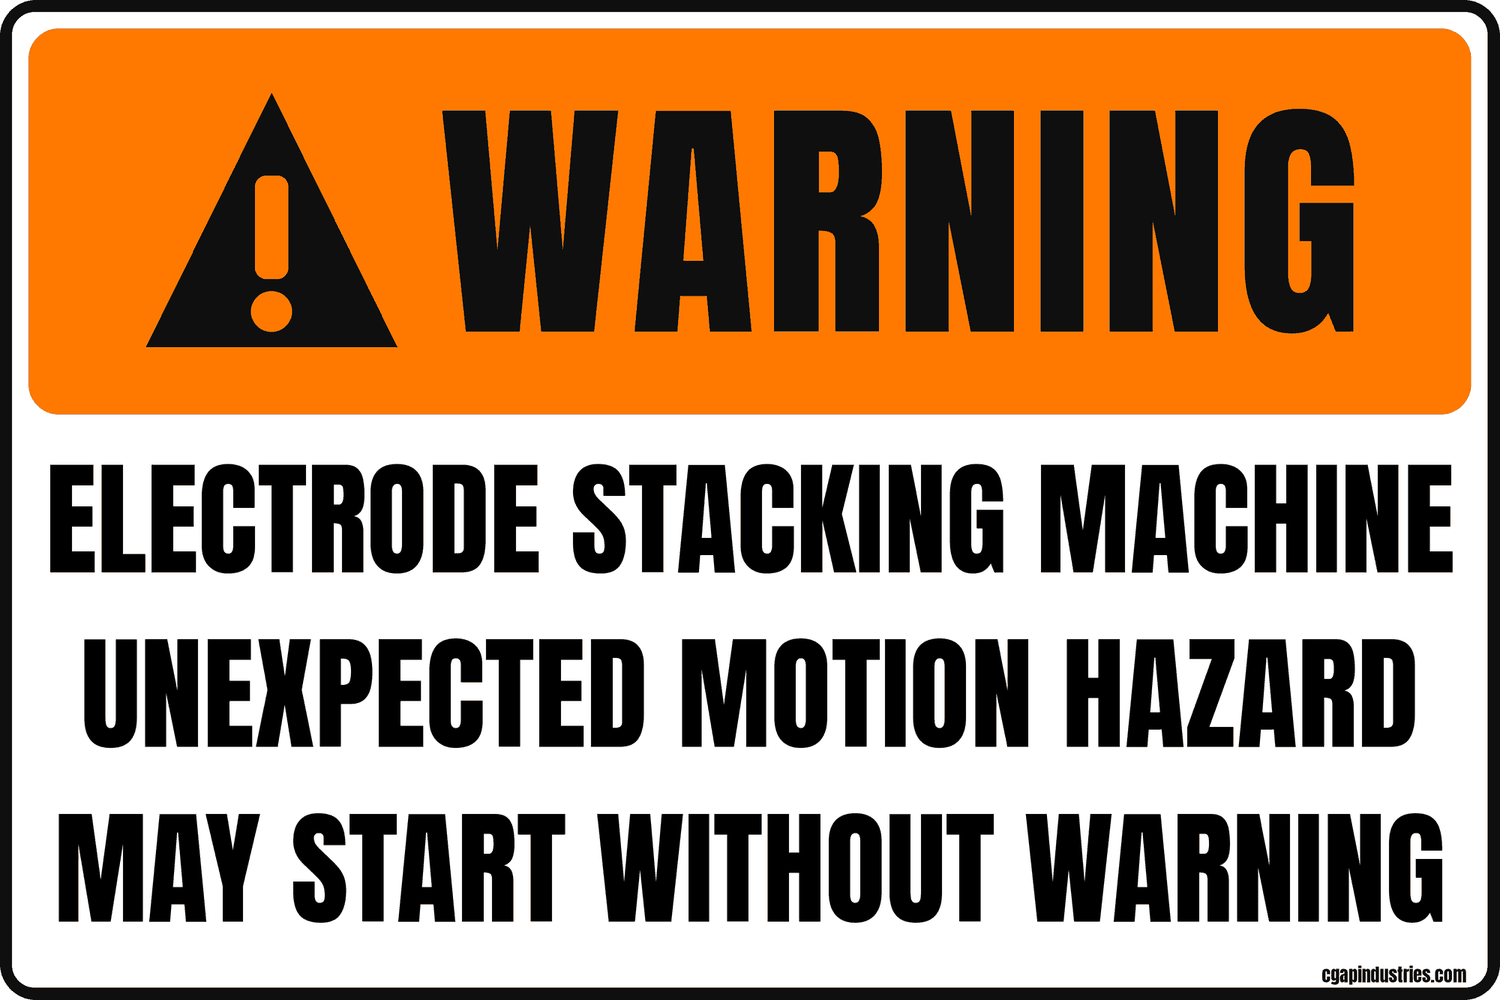 WARNING
ELECTRODE STACKING MACHINE
UNEXPECTED MOTION HAZARD
MAY START WITHOUT WARNING
cgapindustries.com